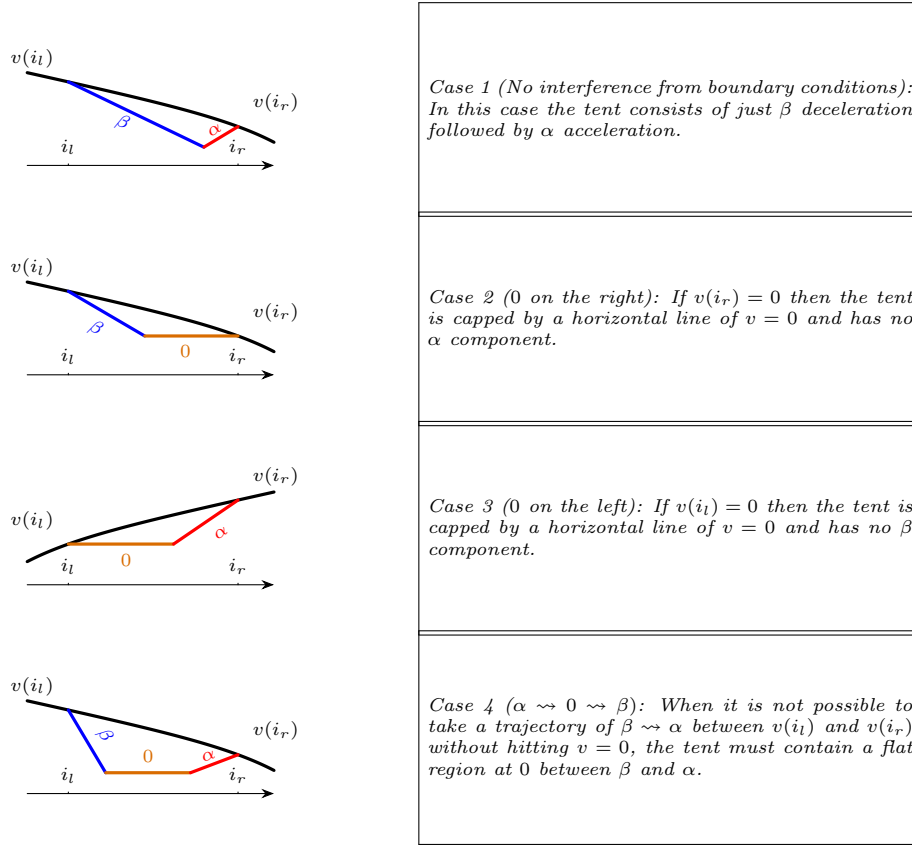 v(i_l)
v(i_r)
β
α
i_l
i_r
Case 1 (No interference from boundary conditions):
In this case the tent consists of just β deceleration
followed by α acceleration.
v(i_l)
v(i_r)
β
0
i_l
i_r
Case 2 (0 on the right): If v(i_r) = 0 then the tent
is capped by a horizontal line of v = 0 and has no
α component.
v(i_r)
v(i_l)
α
0
i_l
i_r
Case 3 (0 on the left): If v(i_l) = 0 then the tent is
capped by a horizontal line of v = 0 and has no β
component.
v(i_l)
v(i_r)
β
0
α
i_l
i_r
Case 4 (α ⇝ 0 ⇝ β): When it is not possible to
take a trajectory of β ⇝ α between v(i_l) and v(i_r)
without hitting v = 0, the tent must contain a flat
region at 0 between β and α.